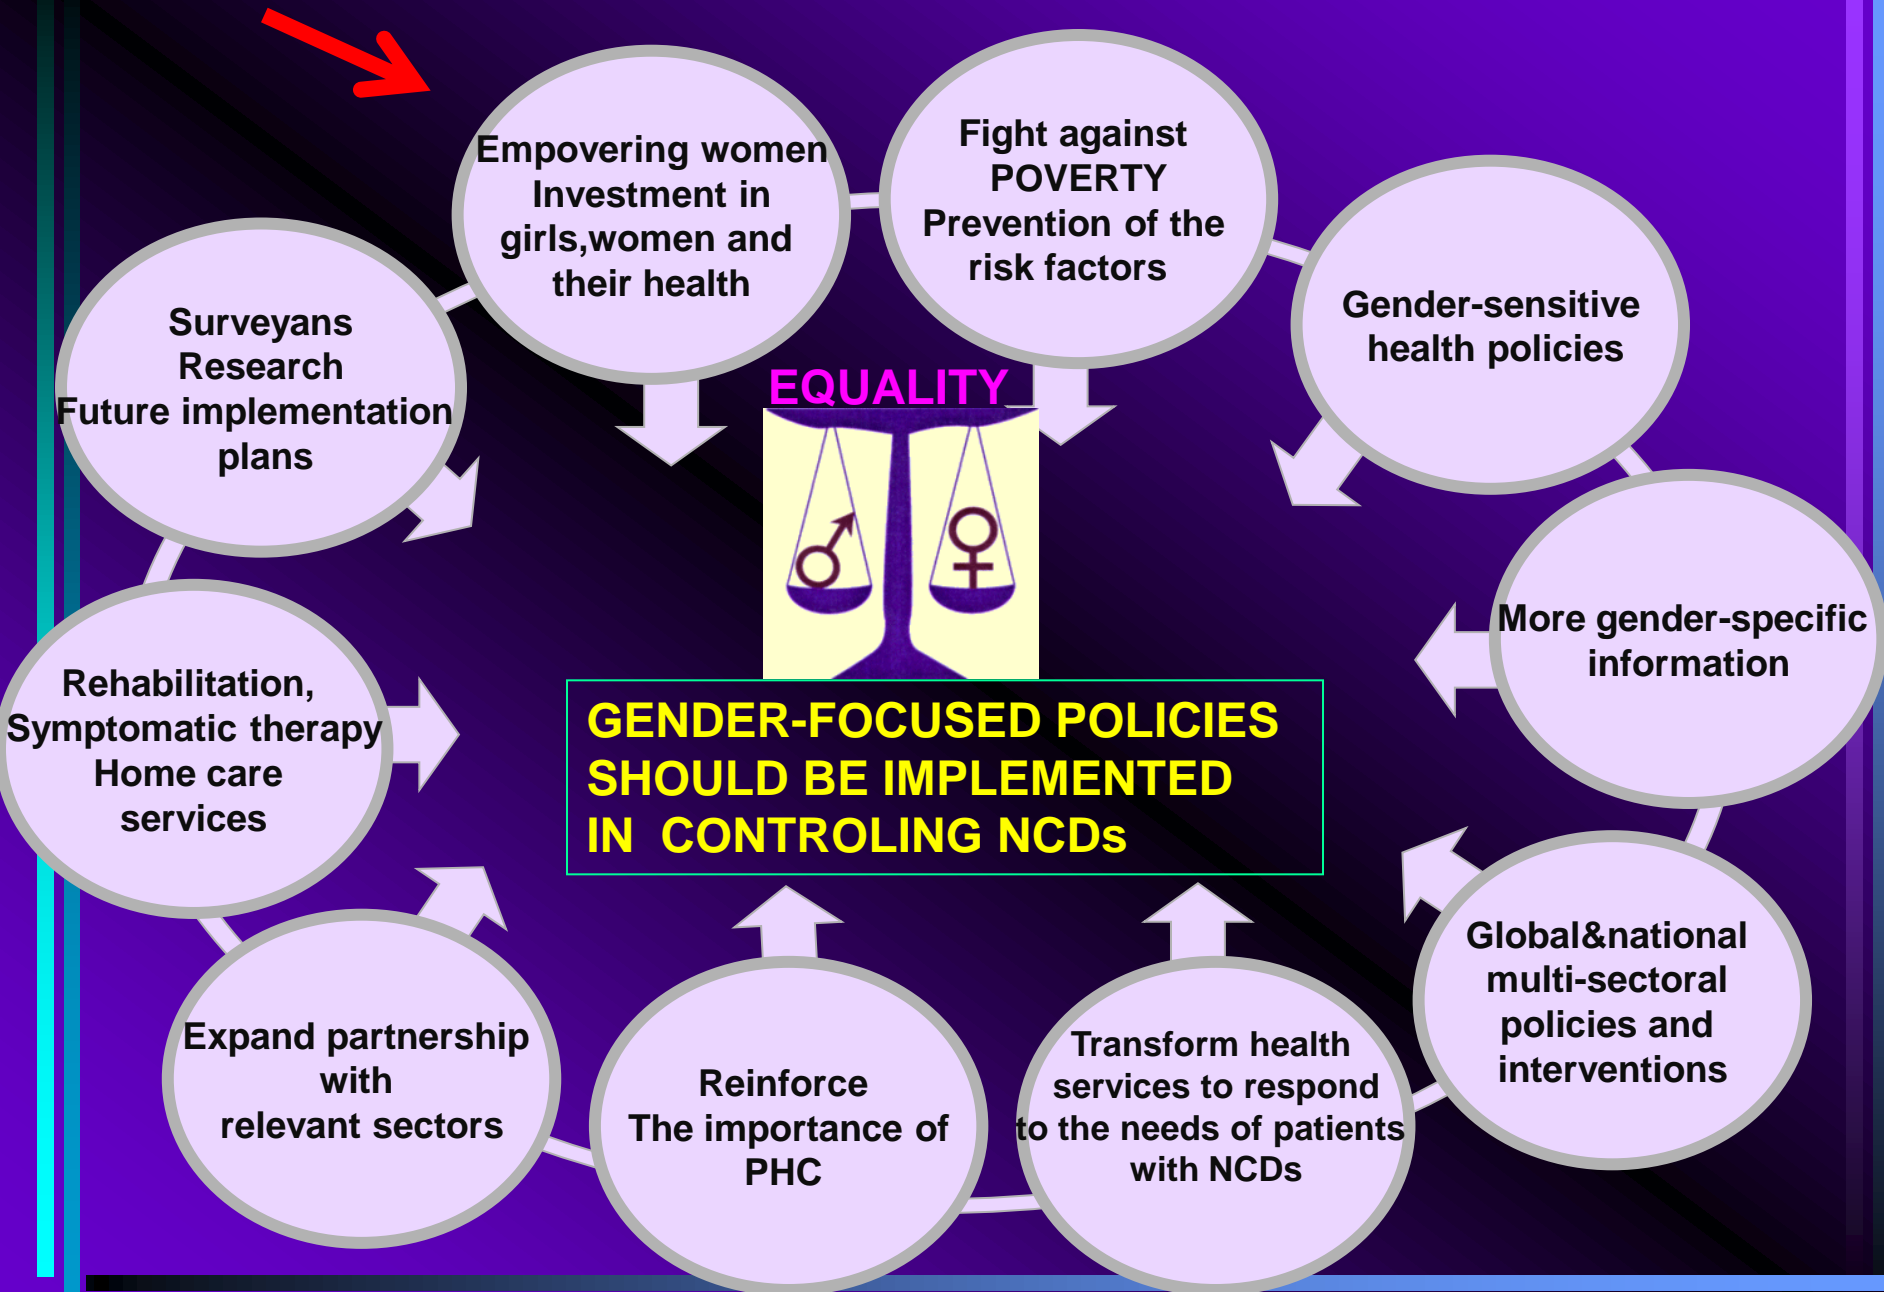 Empovering women
Investment in
girls,women and
their health
Fight against
POVERTY
Prevention of the
risk factors
Gender-sensitive
health policies
More gender-specific
information
Global&national
multi-sectoral
policies and
interventions
Transform health
services to respond
to the needs of patients
with NCDs
Reinforce
The importance of
PHC
Expand partnership
with
relevant sectors
Rehabilitation,
Symptomatic therapy
Home care
services
Surveyans
Research
Future implementation
plans
EQUALITY
GENDER-FOCUSED POLICIES
SHOULD BE IMPLEMENTED
IN CONTROLING NCDs